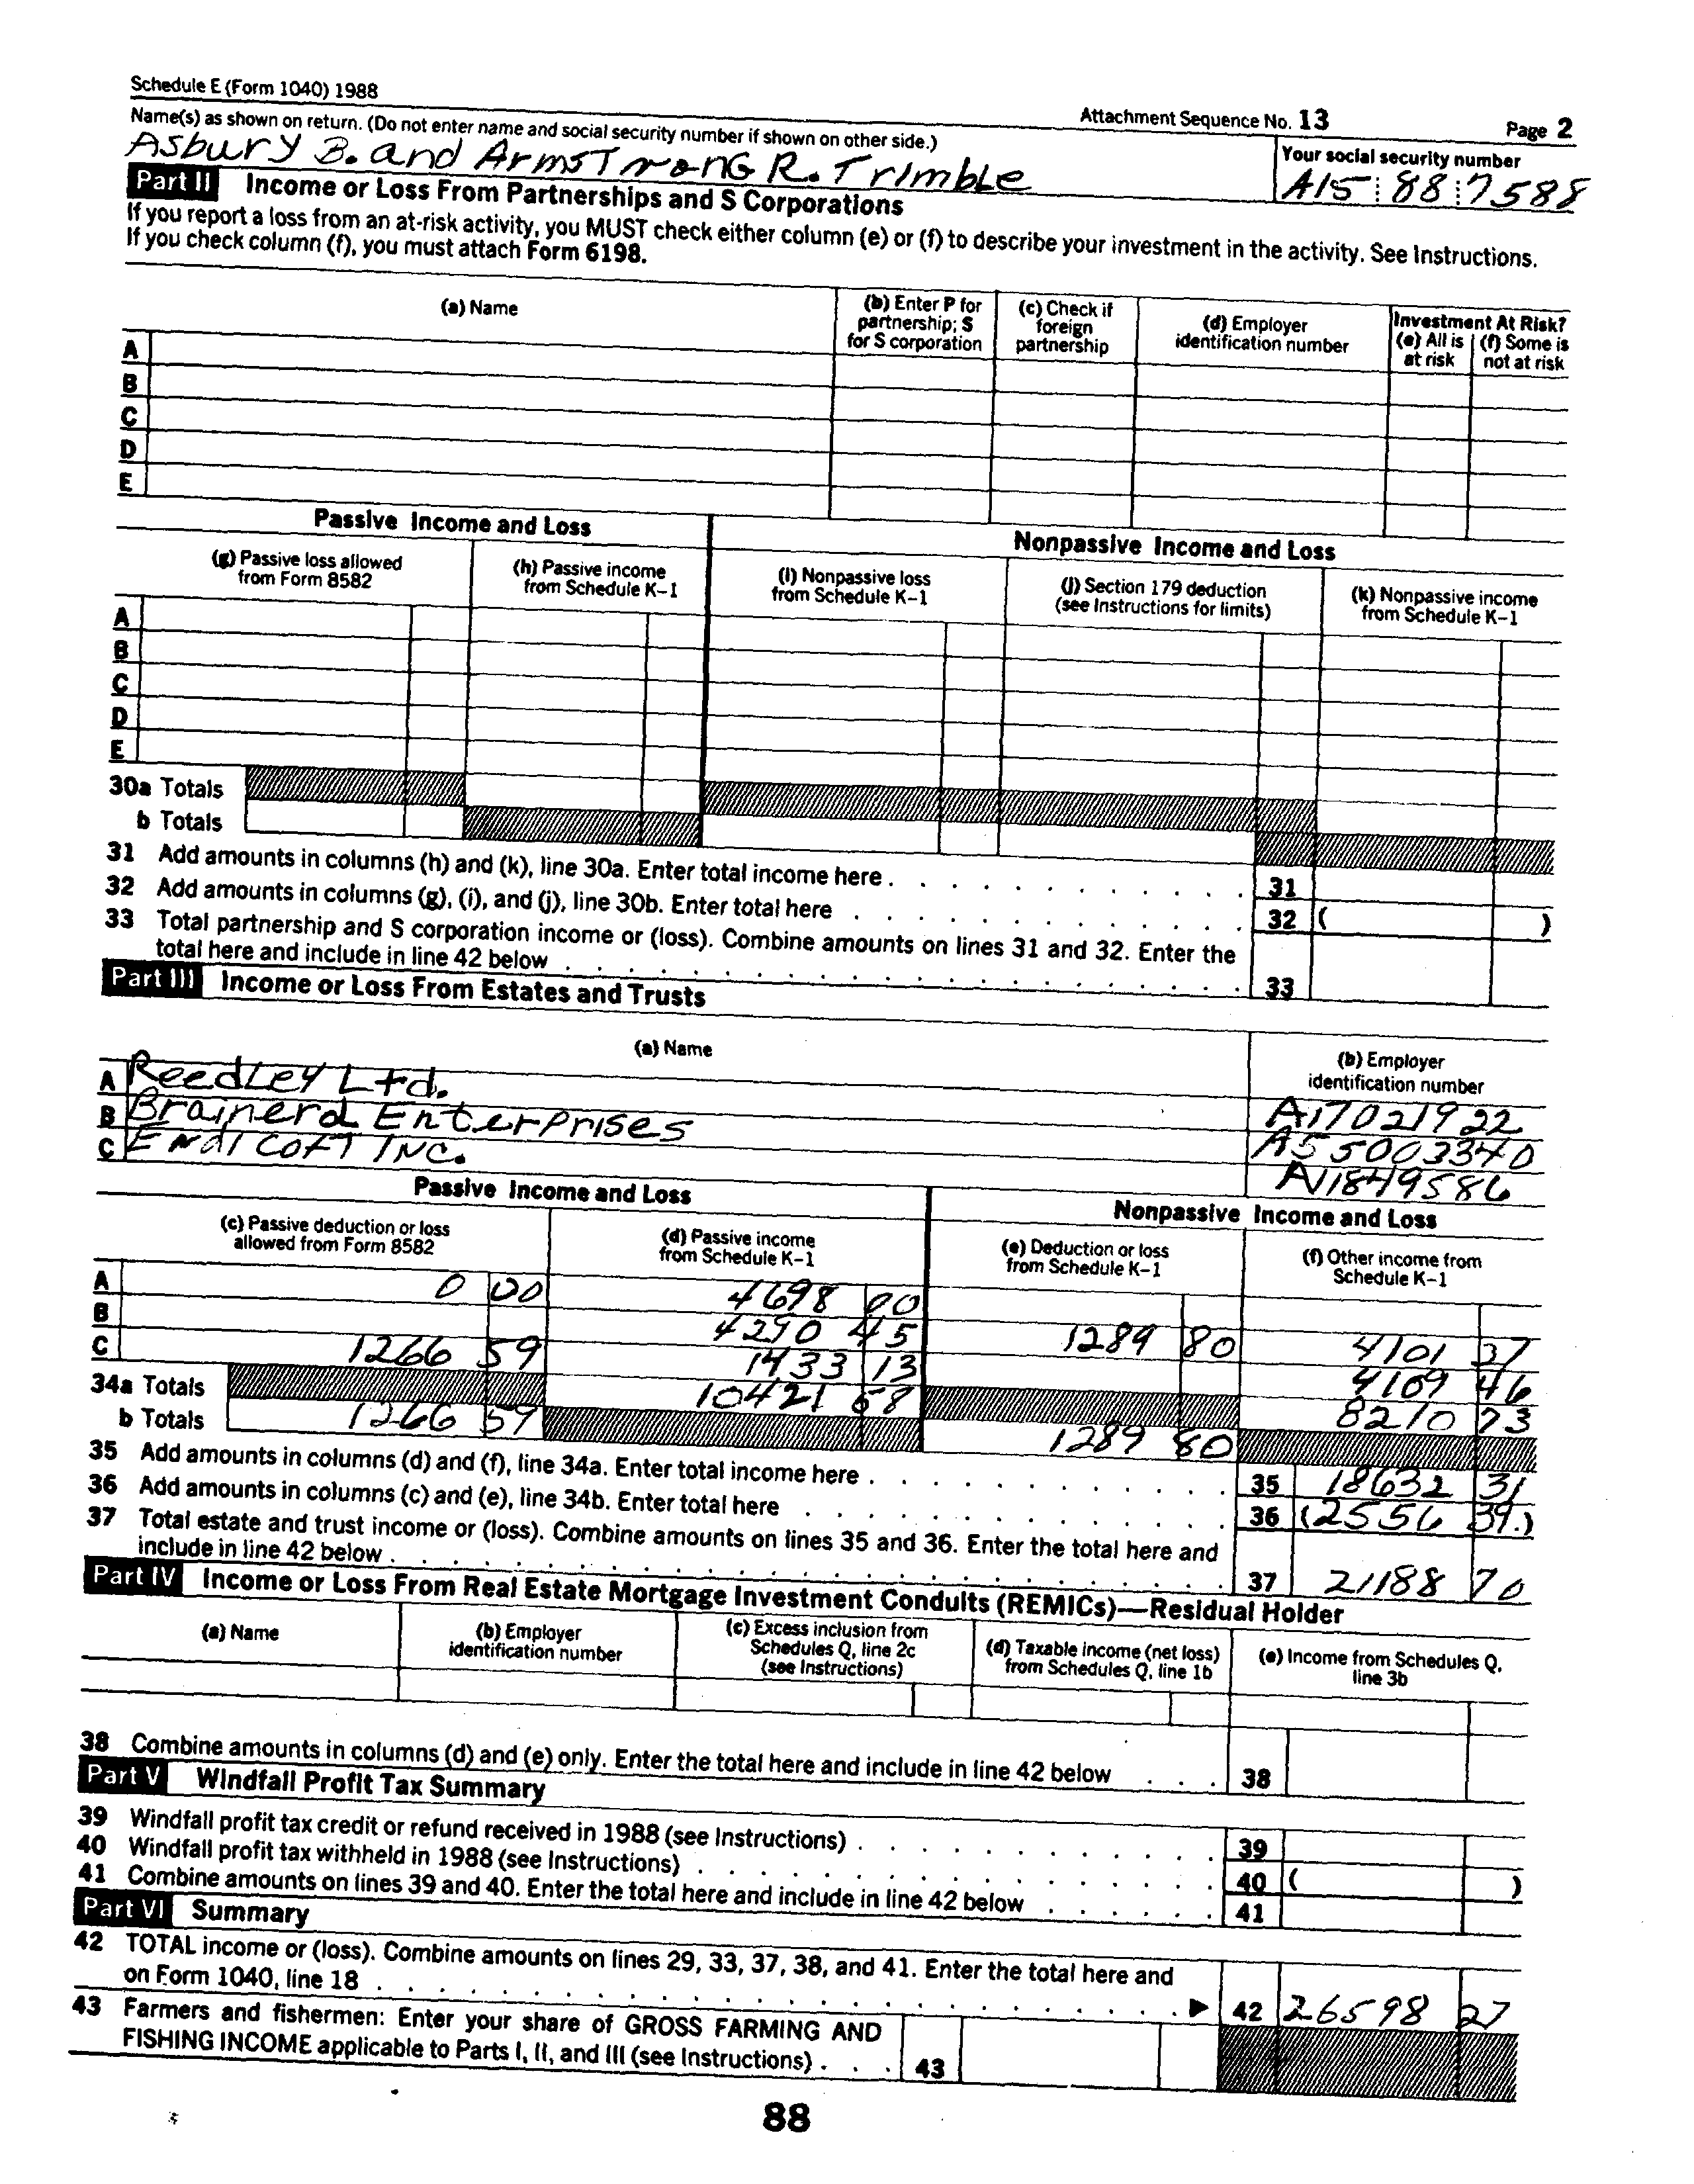 Schedule E (Form 1040) 1988
Attachment Sequence No. 13
Page 2
Name(s) as shown on return. (Do not enter name and social security number if shown on other side.)
Asbury B. and ArmsTronG R. TrimbLe
Your social security number
A15 88 7588
Part II Income or Loss From Partnerships and S Corporations
If you report a loss from an at-risk activity, you MUST check either column (e) or (f) to describe your investment in the activity. See Instructions.
If you check column (f), you must attach Form 6198.
(a) Name
(b) Enter P for partnership; S for S corporation
(c) Check if foreign partnership
(d) Employer identification number
Investment At Risk?
(e) All is at risk
(f) Some is not at risk
A
B
C
D
E
Passive Income and Loss
Nonpassive Income and Loss
(g) Passive loss allowed from Form 8582
(h) Passive income from Schedule K-1
(i) Nonpassive loss from Schedule K-1
(j) Section 179 deduction (see Instructions for limits)
(k) Nonpassive income from Schedule K-1
A
B
C
D
E
30a Totals
b Totals
31 Add amounts in columns (h) and (k), line 30a. Enter total income here . 31
32 Add amounts in columns (g), (i), and (j), line 30b. Enter total here . 32 ( )
33 Total partnership and S corporation income or (loss). Combine amounts on lines 31 and 32. Enter the
total here and include in line 42 below . 33
Part III Income or Loss From Estates and Trusts
(a) Name
(b) Employer identification number
A ReedLey Ltd. A17021922
B Brainerd Enterprises A55003340
C EndicoTT INC. A11849586
Passive Income and Loss
Nonpassive Income and Loss
(c) Passive deduction or loss allowed from Form 8582
(d) Passive income from Schedule K-1
(e) Deduction or loss from Schedule K-1
(f) Other income from Schedule K-1
A 0 00 4698 00
B 4290 45 1289 80 4101 27
C 1266 59 1433 13 4109 46
34a Totals 10421 58 8210 73
b Totals 1266 59 1289 80
35 Add amounts in columns (d) and (f), line 34a. Enter total income here . 35 18632 31
36 Add amounts in columns (c) and (e), line 34b. Enter total here . 36 (2556 39.)
37 Total estate and trust income or (loss). Combine amounts on lines 35 and 36. Enter the total here and
include in line 42 below . 37 21188 70
Part IV Income or Loss From Real Estate Mortgage Investment Conduits (REMICs)—Residual Holder
(a) Name
(b) Employer identification number
(c) Excess inclusion from Schedules Q, line 2c (see Instructions)
(d) Taxable income (net loss) from Schedules Q, line 1b
(e) Income from Schedules Q, line 3b
38 Combine amounts in columns (d) and (e) only. Enter the total here and include in line 42 below . . . 38
Part V Windfall Profit Tax Summary
39 Windfall profit tax credit or refund received in 1988 (see Instructions) . 39
40 Windfall profit tax withheld in 1988 (see Instructions) . 40 ( )
41 Combine amounts on lines 39 and 40. Enter the total here and include in line 42 below . 41
Part VI Summary
42 TOTAL income or (loss). Combine amounts on lines 29, 33, 37, 38, and 41. Enter the total here and
on Form 1040, line 18 . ▶ 42 26598 27
43 Farmers and fishermen: Enter your share of GROSS FARMING AND
FISHING INCOME applicable to Parts I, II, and III (see Instructions) . . . 43
88